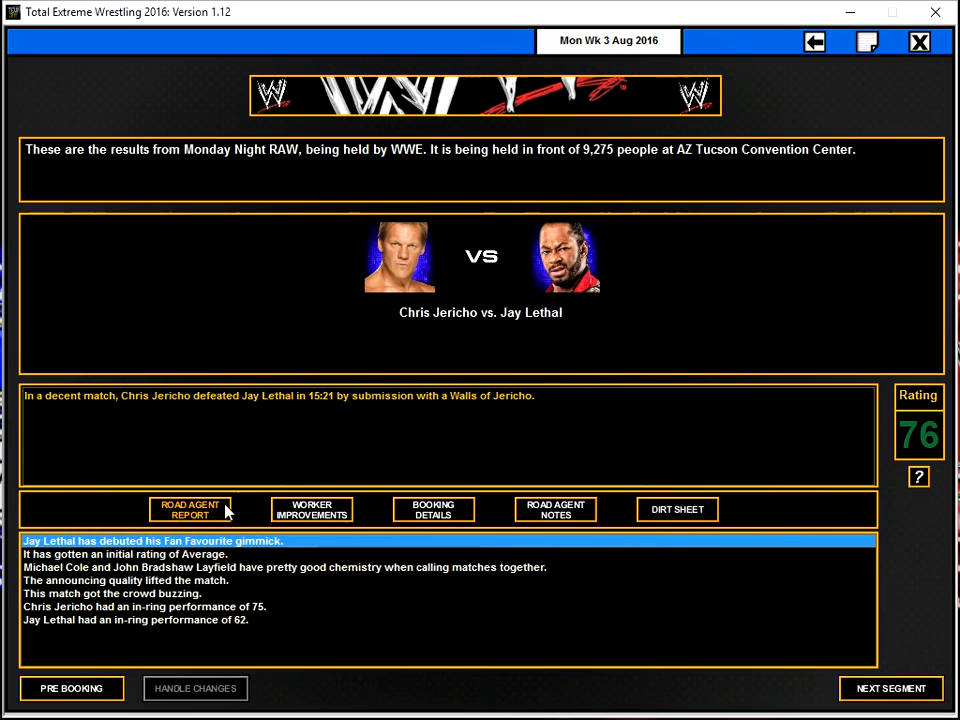 Total Extreme Wrestling 2016: Version 1.12
Mon Wk 3 Aug 2016
These are the results from Monday Night RAW, being held by WWE. It is being held in front of 9,275 people at AZ Tucson Convention Center.
VS
Chris Jericho vs. Jay Lethal
In a decent match, Chris Jericho defeated Jay Lethal in 15:21 by submission with a Walls of Jericho.
Rating
76
?
ROAD AGENT
REPORT
WORKER
IMPROVEMENTS
BOOKING
DETAILS
ROAD AGENT
NOTES
DIRT SHEET
Jay Lethal has debuted his Fan Favourite gimmick.
It has gotten an initial rating of Average.
Michael Cole and John Bradshaw Layfield have pretty good chemistry when calling matches together.
The announcing quality lifted the match.
This match got the crowd buzzing.
Chris Jericho had an in-ring performance of 75.
Jay Lethal had an in-ring performance of 62.
PRE BOOKING
HANDLE CHANGES
NEXT SEGMENT